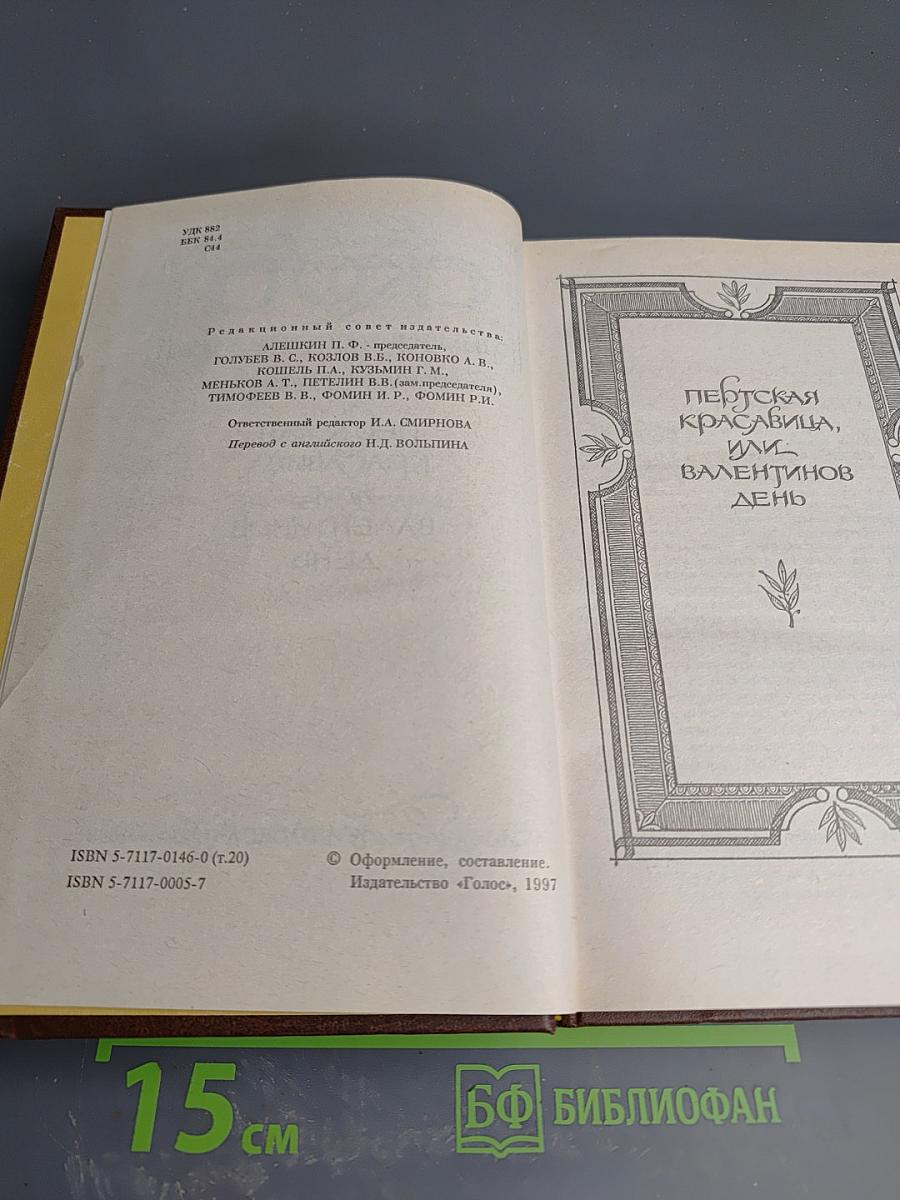 УДК 882
ББК 84.4
С44
Редакционный совет издательства:
АЛЕШКИН П. Ф. - председатель,
ГОЛУБЕВ В. С., КОЗЛОВ В.Б., КОНОВКО А. В.,
КОШЕЛЬ П.А., КУЗЬМИН Г. М.,
МЕНЬКОВ А. Т., ПЕТЕЛИН В.В. (зам.председателя),
ТИМОФЕЕВ В. В., ФОМИН И. Р., ФОМИН Р.И.
Ответственный редактор И.А. СМИРНОВА
Перевод с английского Н.Д. ВОЛЬПИНА
ISBN 5-7117-0146-0 (т.20)
ISBN 5-7117-0005-7
© Оформление, составление.
Издательство «Голос», 1997
ПЕРТСКАЯ
КРАСАВИЦА,
ИЛИ
ВАЛЕНТИНОВ
ДЕНЬ
15 см
БФ БИБЛИОФАН